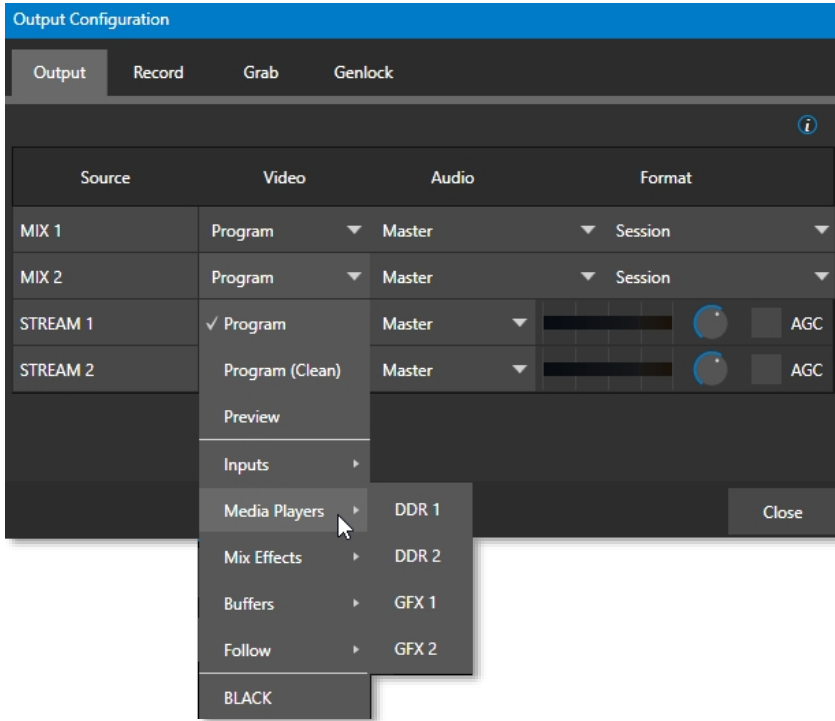 Output Configuration
Output Record Grab Genlock
i
Source Video Audio Format
MIX 1 Program Master Session
MIX 2 Program Master Session
STREAM 1 ✓ Program Master AGC
STREAM 2 Program (Clean) Master AGC
Preview
Inputs
Media Players DDR 1 Close
Mix Effects DDR 2
Buffers GFX 1
Follow GFX 2
BLACK